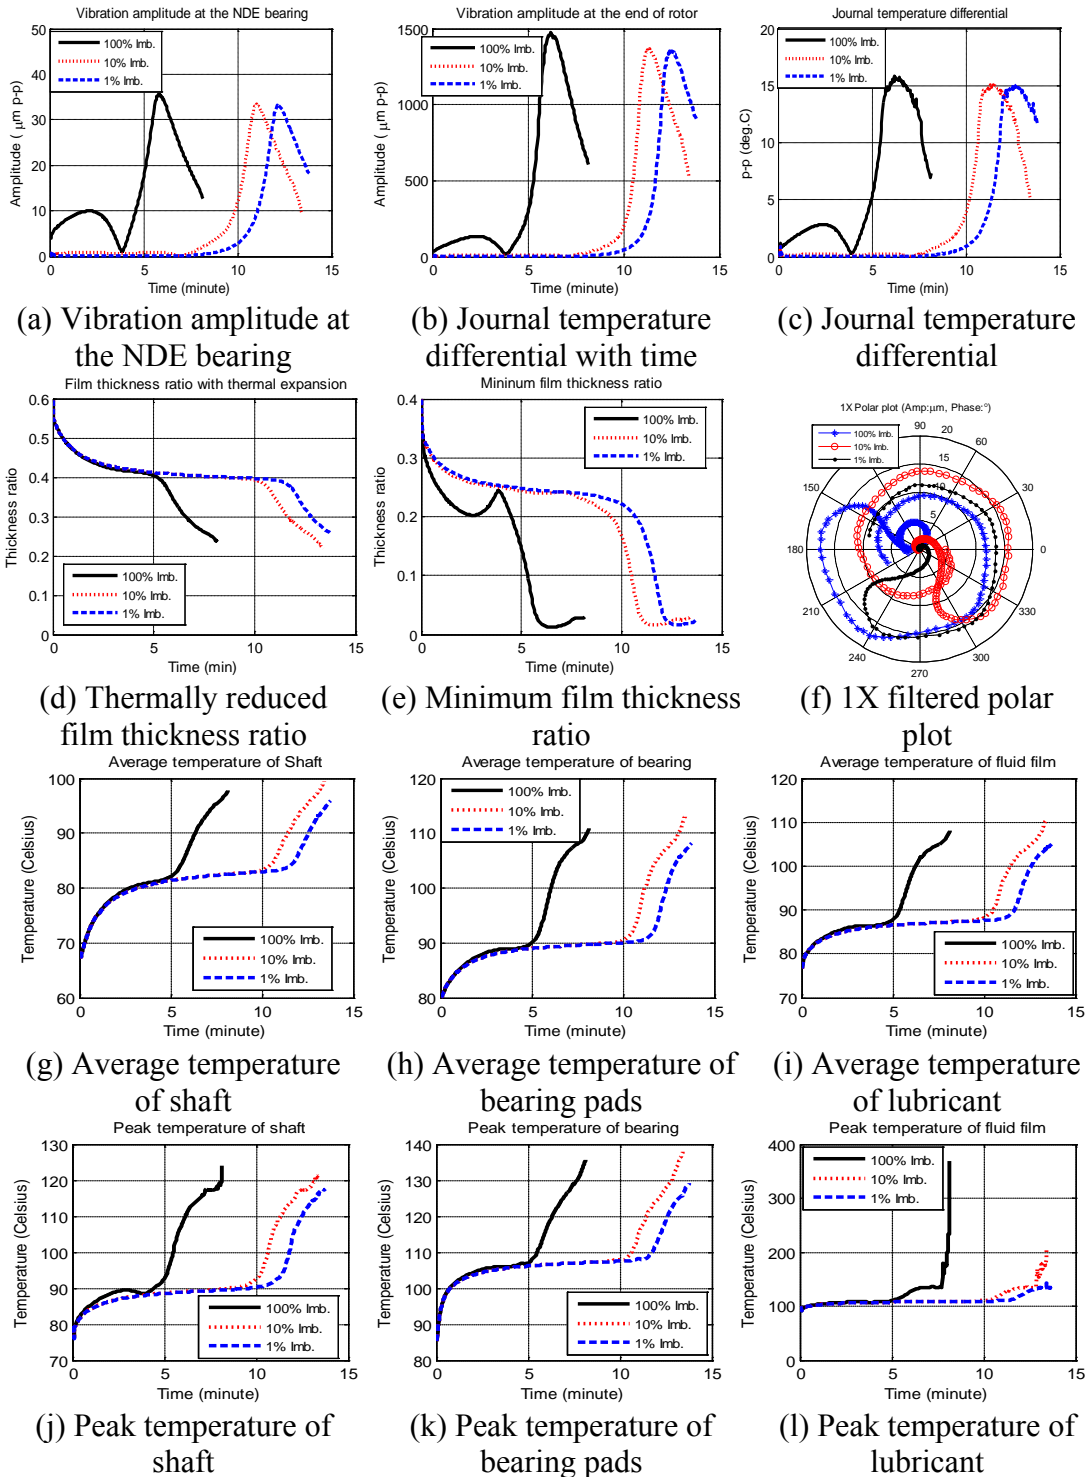 Vibration amplitude at the NDE bearing
50
40
30
20
10
0
Amplitude ( μm p-p)
100% Imb.
10% Imb.
1% Imb.
0 5 10 15
Time (minute)
(a) Vibration amplitude at
the NDE bearing
Vibration amplitude at the end of rotor
1500
1000
500
0
Amplitude ( μm p-p)
100% Imb.
10% Imb.
1% Imb.
0 5 10 15
Time (minute)
(b) Journal temperature
differential with time
Journal temperature differential
20
15
10
5
0
p-p (deg.C)
100% Imb.
10% Imb.
1% Imb.
0 5 10 15
Time (min)
(c) Journal temperature
differential
Film thickness ratio with thermal expansion
0.6
0.5
0.4
0.3
0.2
0.1
0
Thickness ratio
100% Imb.
10% Imb.
1% Imb.
0 5 10 15
Time (min)
(d) Thermally reduced
film thickness ratio
Minimum film thickness ratio
0.4
0.3
0.2
0.1
0
Thickness ratio
100% Imb.
10% Imb.
1% Imb.
0 5 10 15
Time (minute)
(e) Minimum film thickness
ratio
1X Polar plot (Amp:μm, Phase:°)
100% Imb.
10% Imb.
1% Imb.
90 20
60
15
10
5
30
0
330
300
270
240
210
180
150
(f) 1X filtered polar
plot
Average temperature of Shaft
100
90
80
70
60
Temperature (Celsius)
100% Imb.
10% Imb.
1% Imb.
0 5 10 15
Time (minute)
(g) Average temperature
of shaft
Average temperature of bearing
120
110
100
90
80
Temperature (Celsius)
100% Imb.
10% Imb.
1% Imb.
0 5 10 15
Time (minute)
(h) Average temperature of
bearing pads
Average temperature of fluid film
120
110
100
90
80
70
Temperature (Celsius)
100% Imb.
10% Imb.
1% Imb.
0 5 10 15
Time (minute)
(i) Average temperature
of lubricant
Peak temperature of shaft
130
120
110
100
90
80
70
Temperature (Celsius)
100% Imb.
10% Imb.
1% Imb.
0 5 10 15
Time (minute)
(j) Peak temperature of
shaft
Peak temperature of bearing
140
130
120
110
100
90
80
Temperature (Celsius)
100% Imb.
10% Imb.
1% Imb.
0 5 10 15
Time (minute)
(k) Peak temperature of
bearing pads
Peak temperature of fluid film
400
300
200
100
0
Temperature (Celsius)
100% Imb.
10% Imb.
1% Imb.
0 5 10 15
Time (minute)
(l) Peak temperature of
lubricant